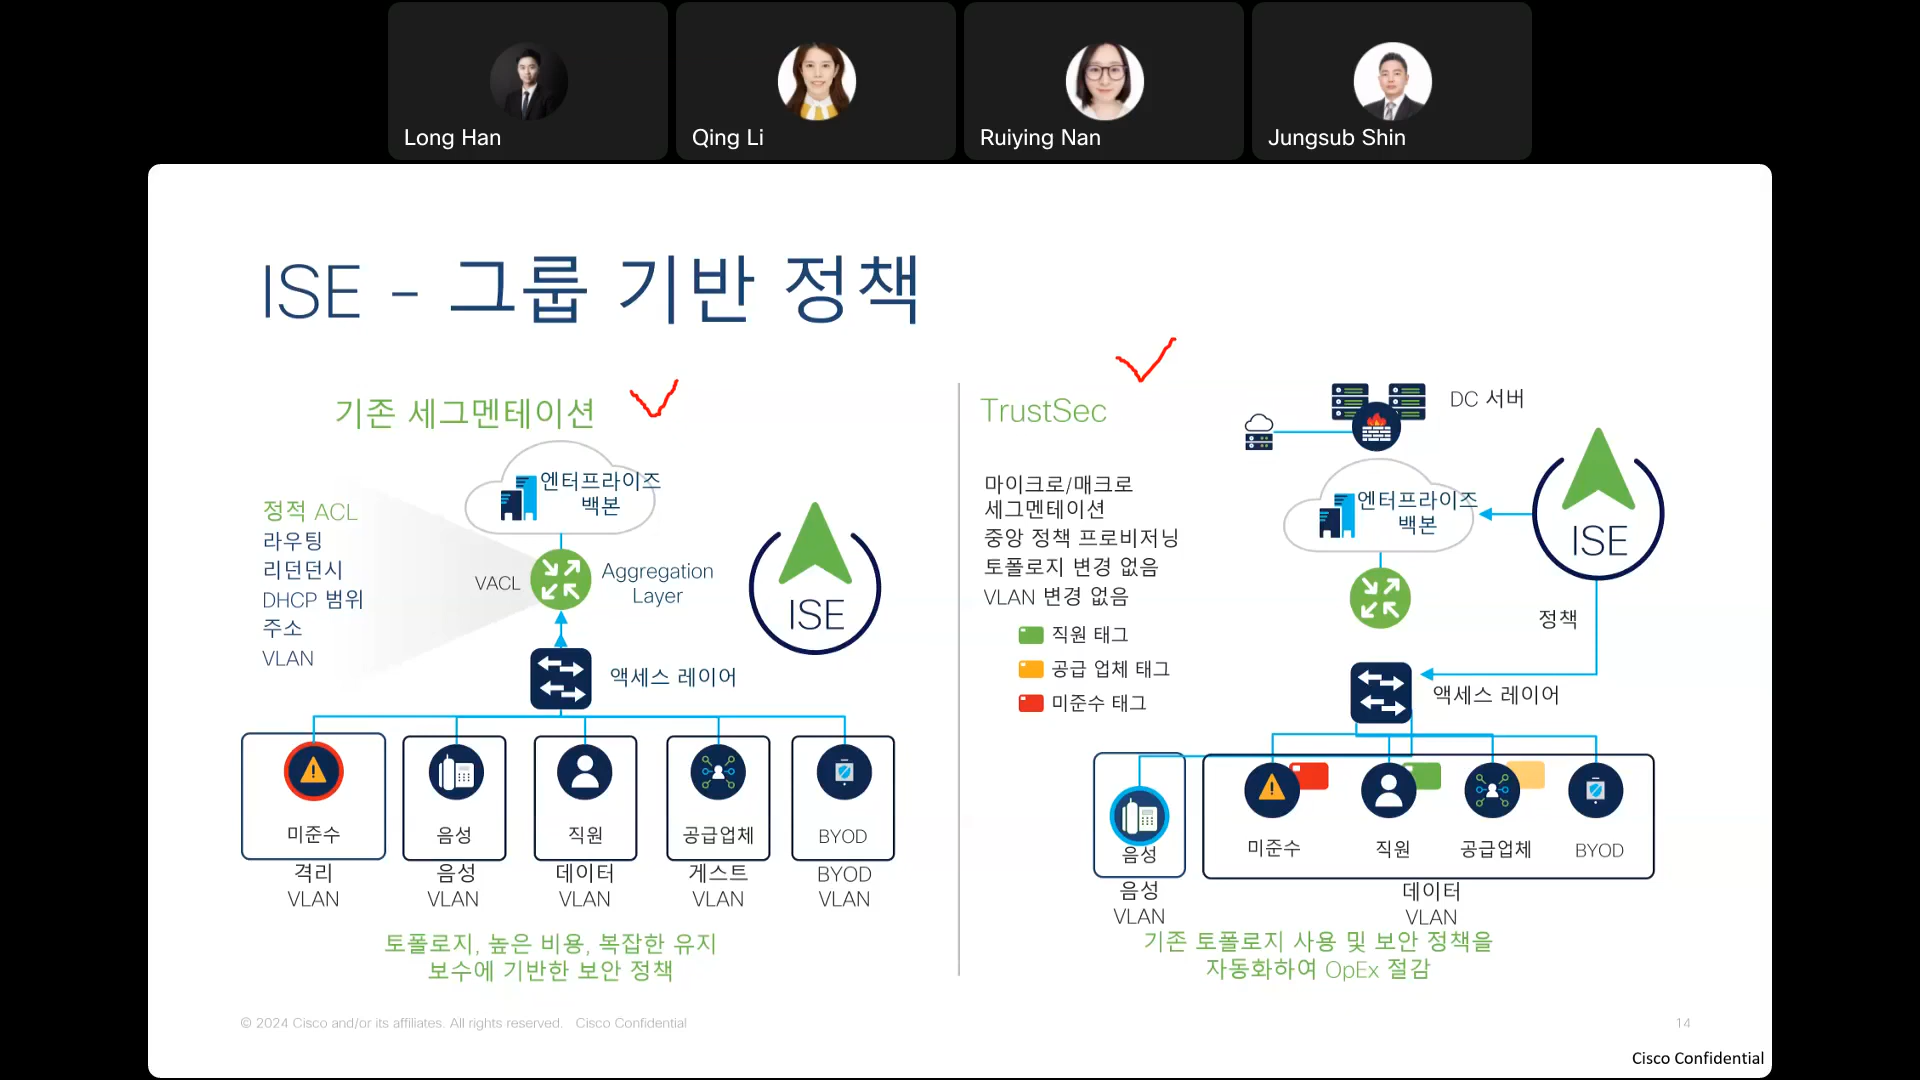 Long Han
Qing Li
Ruiying Nan
Jungsub Shin
ISE - 그룹 기반 정책
기존 세그멘테이션
엔터프라이즈
백본
정적 ACL
라우팅
리던던시
DHCP 범위
주소
VLAN
VACL
Aggregation
Layer
ISE
액세스 레이어
미준수
음성
직원
공급업체
BYOD
격리
VLAN
음성
VLAN
데이터
VLAN
게스트
VLAN
BYOD
VLAN
토폴로지, 높은 비용, 복잡한 유지
보수에 기반한 보안 정책
TrustSec
DC 서버
마이크로/매크로
세그멘테이션
중앙 정책 프로비저닝
토폴로지 변경 없음
VLAN 변경 없음
직원 태그
공급 업체 태그
미준수 태그
엔터프라이즈
백본
ISE
정책
액세스 레이어
음성
미준수
직원
공급업체
BYOD
음성
VLAN
데이터
VLAN
기존 토폴로지 사용 및 보안 정책을
자동화하여 OpEx 절감
© 2024 Cisco and/or its affiliates. All rights reserved. Cisco Confidential
14
Cisco Confidential